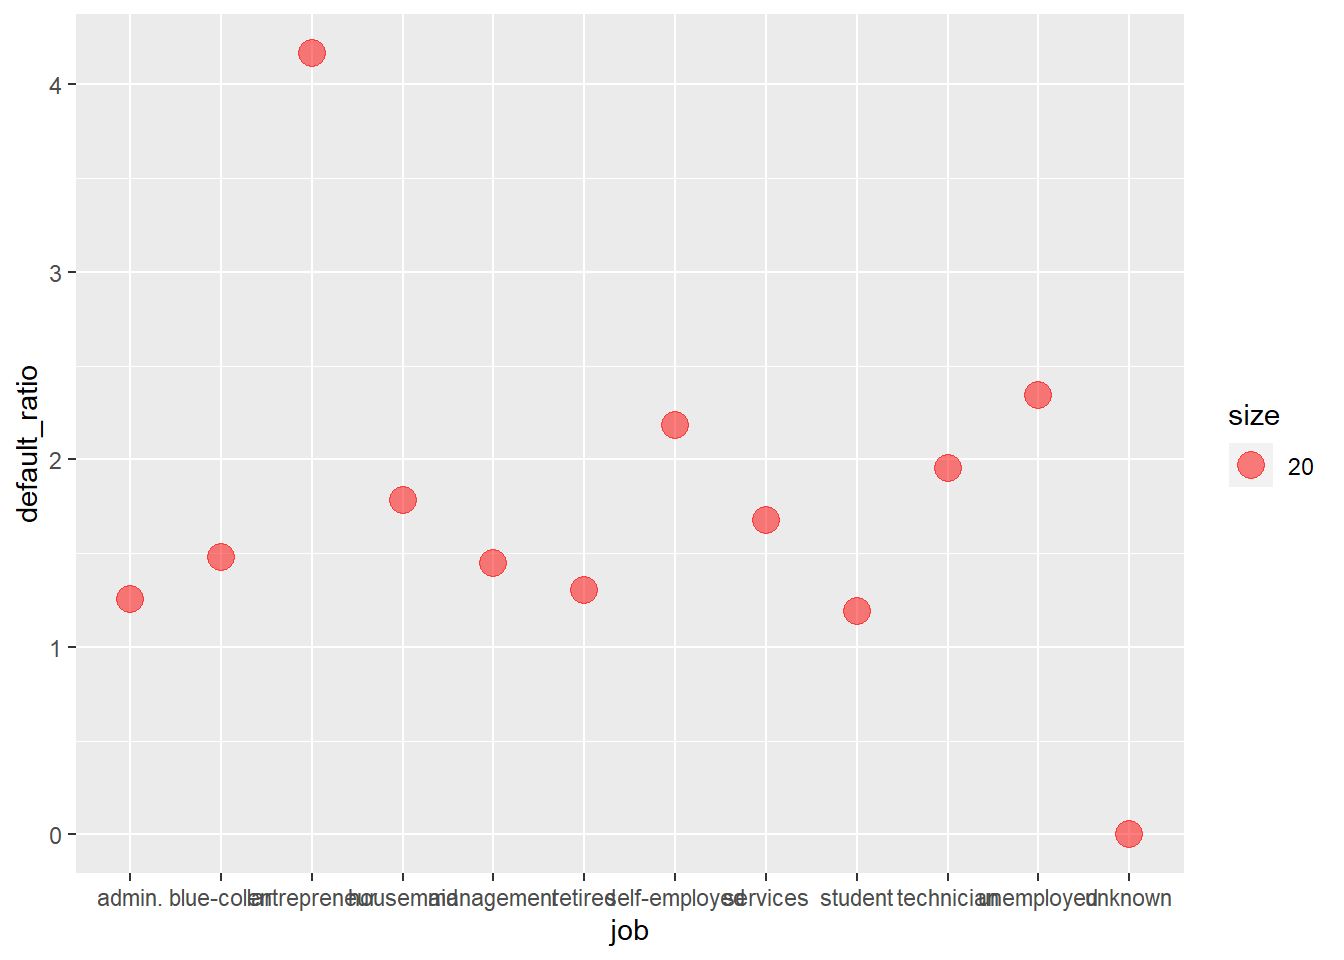 4
3
2
1
0
default_ratio
admin. blue-coller entrepreneur housemaid management retired self-employed services student technician unemployed unknown
job
size
20